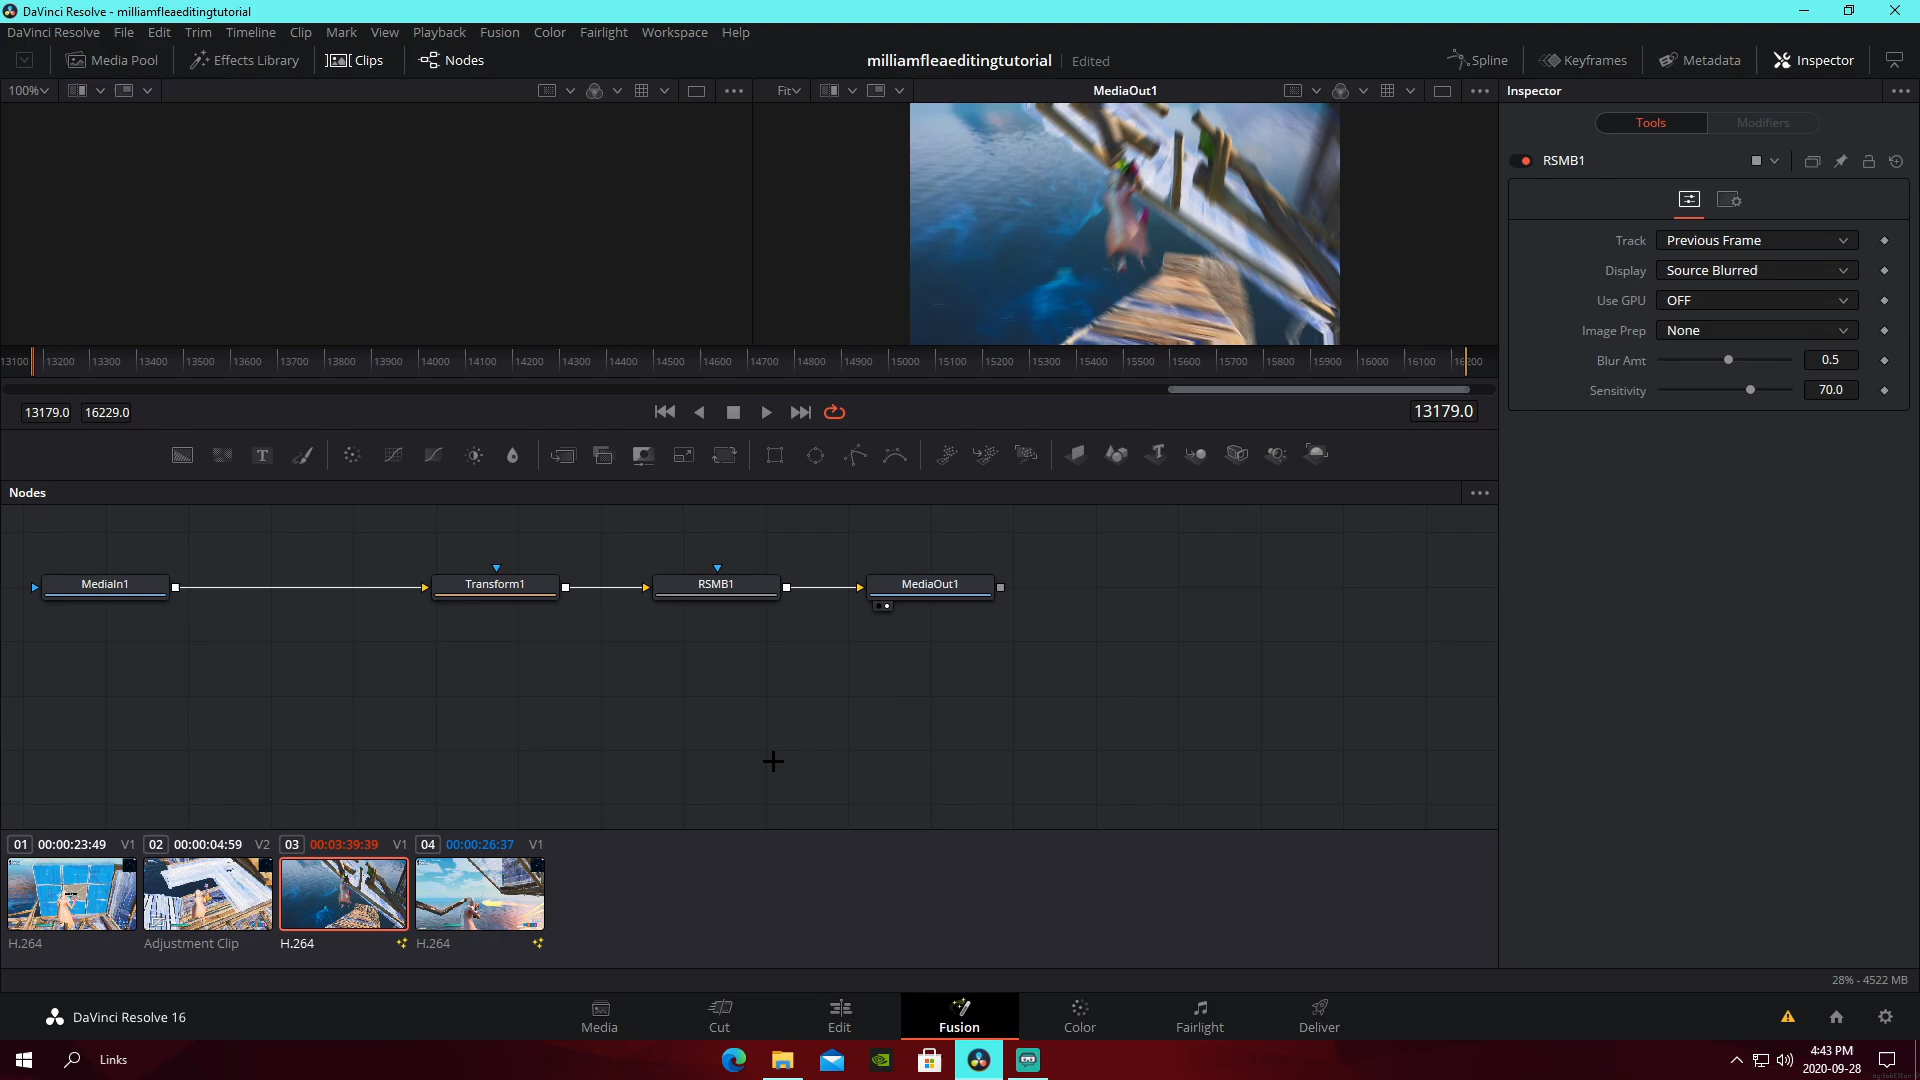 DaVinci Resolve - milliamfleaeditingtutorial
DaVinci Resolve File Edit Trim Timeline Clip Mark View Playback Fusion Color Fairlight Workspace Help
Media Pool Effects Library Clips Nodes milliamfleaeditingtutorial Edited Spline Keyframes Metadata Inspector
100% Fit MediaOut1 Inspector
Tools Modifiers
RSMB1
Track Previous Frame
Display Source Blurred
Use GPU OFF
Image Prep None
Blur Amt 0.5
Sensitivity 70.0
13100 13200 13300 13400 13500 13600 13700 13800 13900 14000 14100 14200 14300 14400 14500 14600 14700 14800 14900 15000 15100 15200 15300 15400 15500 15600 15700 15800 15900 16000 16100 16200
13179.0 16229.0 13179.0
Nodes
MediaIn1 Transform1 RSMB1 MediaOut1
01 00:00:23:49 V1 02 00:00:04:59 V2 03 00:03:39:39 V1 04 00:00:26:37 V1
H.264 Adjustment Clip H.264 H.264
28% - 4522 MB
DaVinci Resolve 16 Media Cut Edit Fusion Color Fairlight Deliver
Links
4:43 PM
2020-09-28